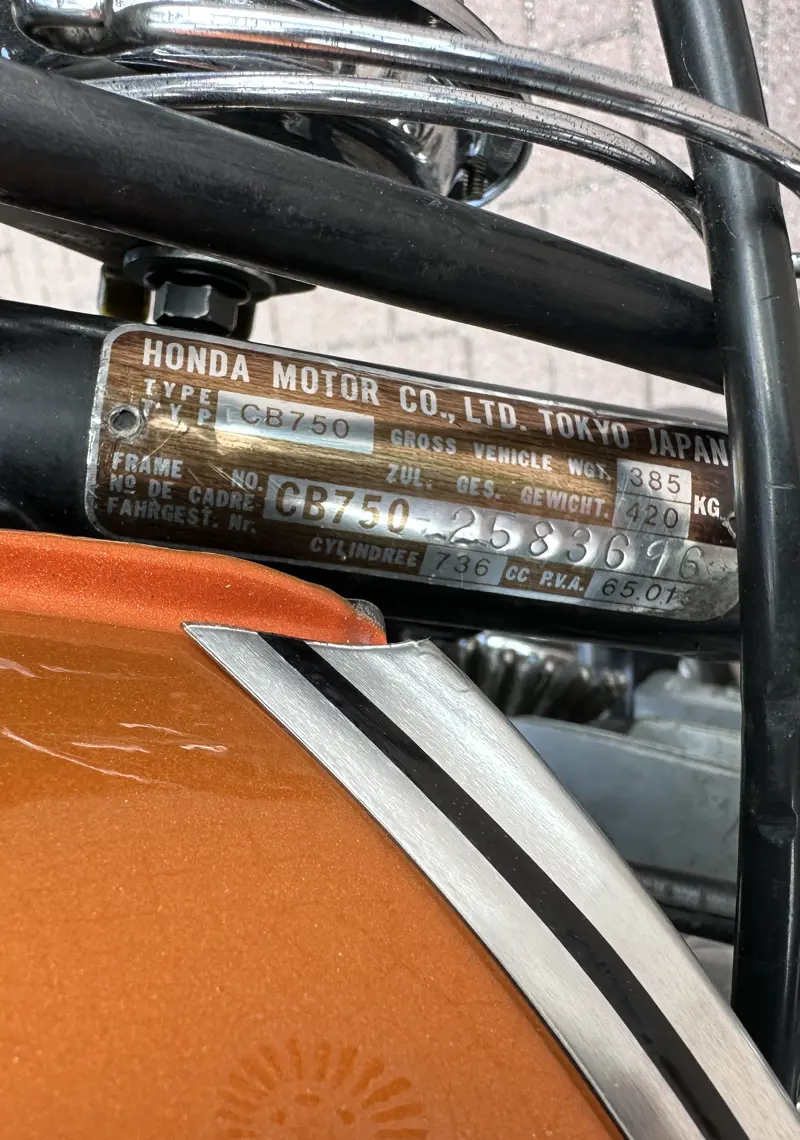 HONDA MOTOR CO., LTD. TOKYO JAPAN
TYPE
TYP CB750
GROSS VEHICLE WGT. 385
ZUL. GES. GEWICHT. 420 KG
FRAME NO.
Nº DE CADRE CB750-2583696
FAHRGEST. Nr.
CYLINDREE 736 CC P.V.A. 65.01